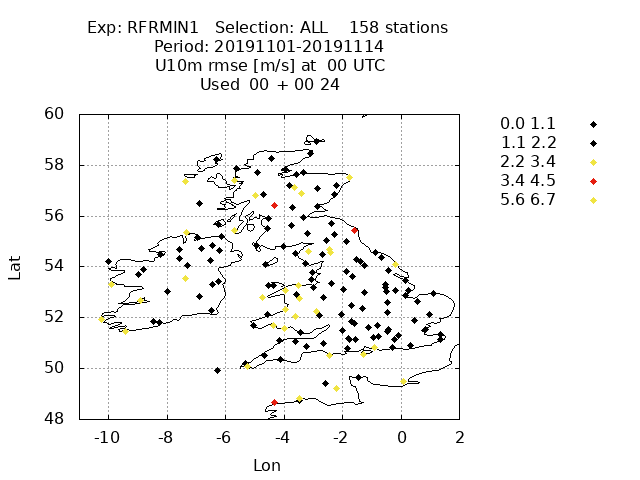 Exp: RFRMIN1 Selection: ALL 158 stations
Period: 20191101-20191114
U10m rmse [m/s] at 00 UTC
Used 00 + 00 24
60
58
56
54
52
50
48
Lat
-10 -8 -6 -4 -2 0 2
Lon
0.0 1.1
1.1 2.2
2.2 3.4
3.4 4.5
5.6 6.7